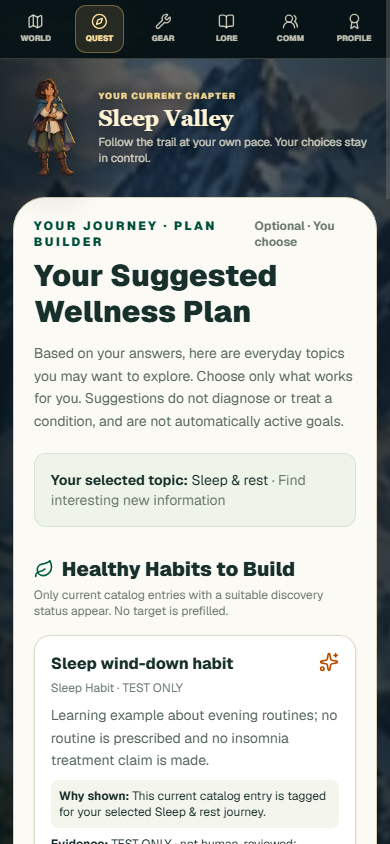 WORLD
QUEST
GEAR
LORE
COMM
PROFILE
YOUR CURRENT CHAPTER
Sleep Valley
Follow the trail at your own pace. Your choices stay
in control.
YOUR JOURNEY · PLAN
BUILDER
Optional · You
choose
Your Suggested
Wellness Plan
Based on your answers, here are everyday topics
you may want to explore. Choose only what works
for you. Suggestions do not diagnose or treat a
condition, and are not automatically active goals.
Your selected topic: Sleep & rest · Find
interesting new information
Healthy Habits to Build
Only current catalog entries with a suitable discovery
status appear. No target is prefilled.
Sleep wind-down habit
Sleep Habit · TEST ONLY
Learning example about evening routines; no
routine is prescribed and no insomnia
treatment claim is made.
Why shown: This current catalog entry is tagged
for your selected Sleep & rest journey.
Evidence: TEST ONLY · not human-reviewed;